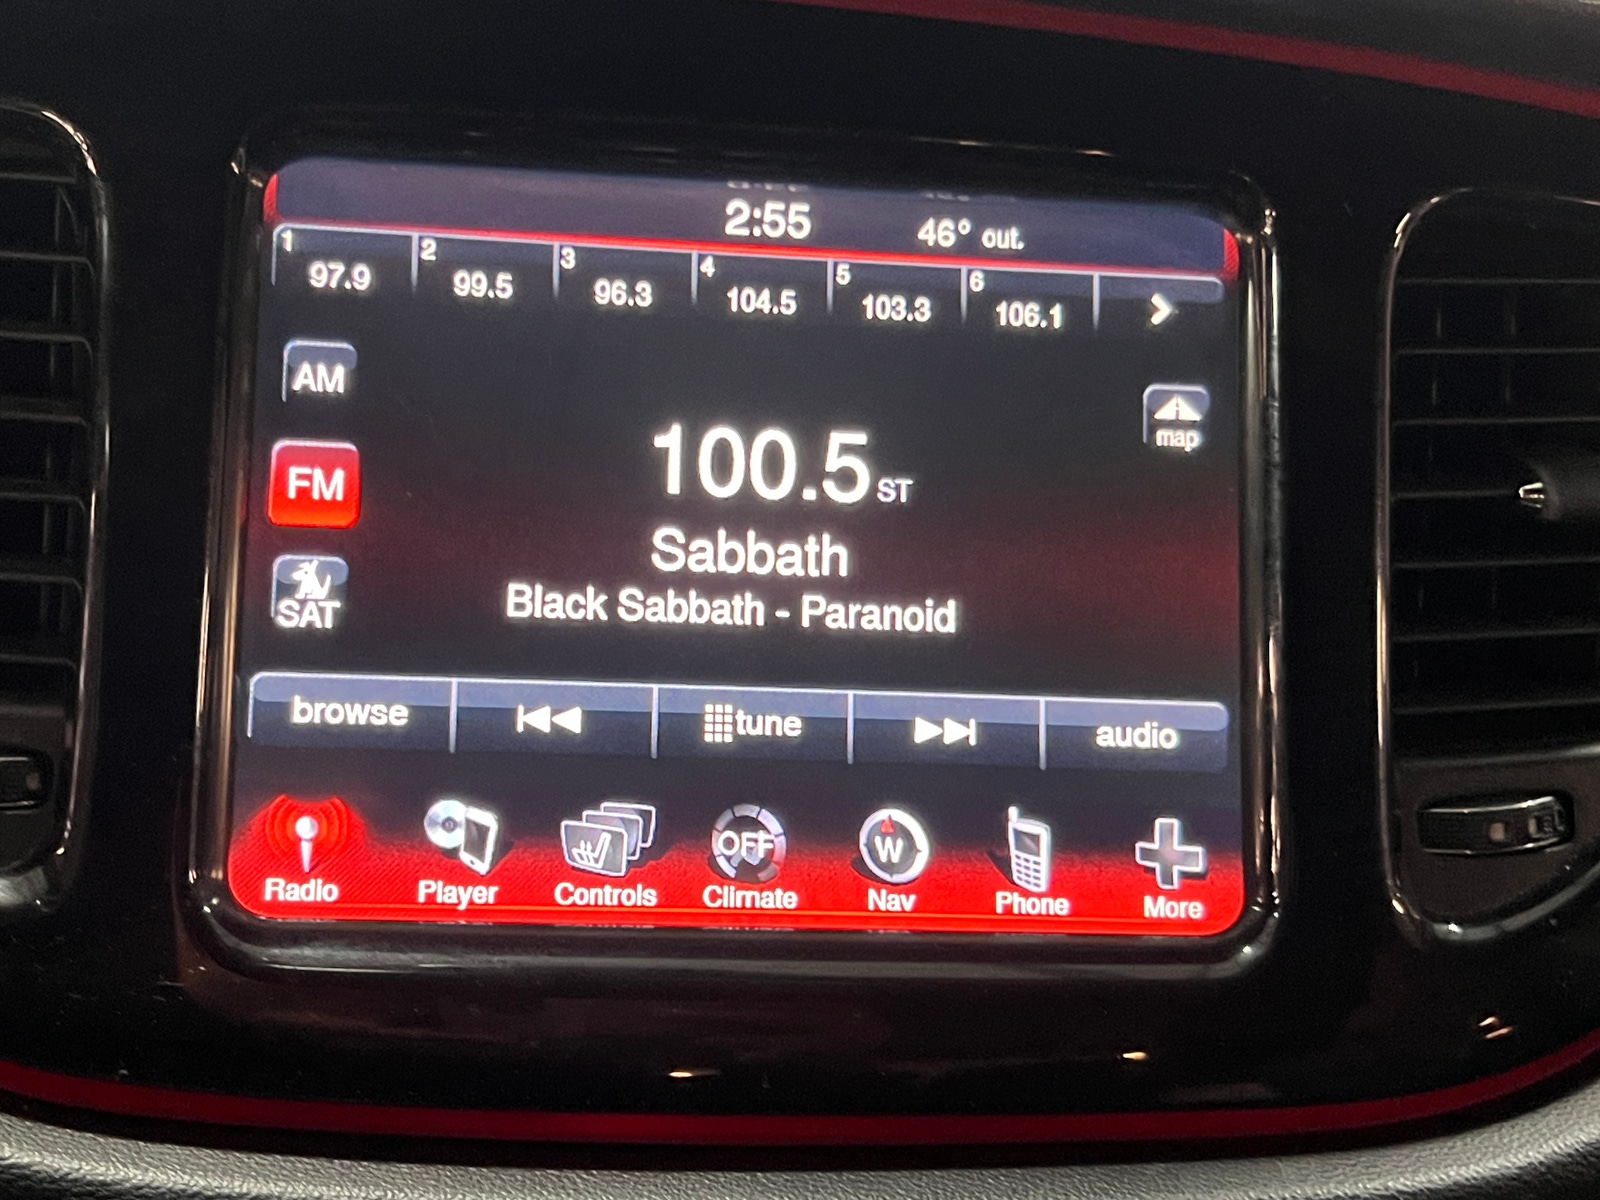 2:55 46° out.
1 97.9 2 99.5 3 96.3 4 104.5 5 103.3 6 106.1
AM
map
100.5 ST
FM
Sabbath
SAT
Black Sabbath - Paranoid
browse tune audio
OFF W
Radio Player Controls Climate Nav Phone More